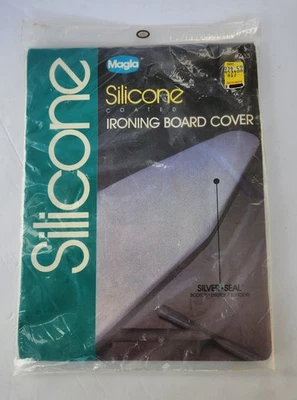 Silicone
Magla
Silicone
COATED
IRONING BOARD COVER
SILVER-SEAL